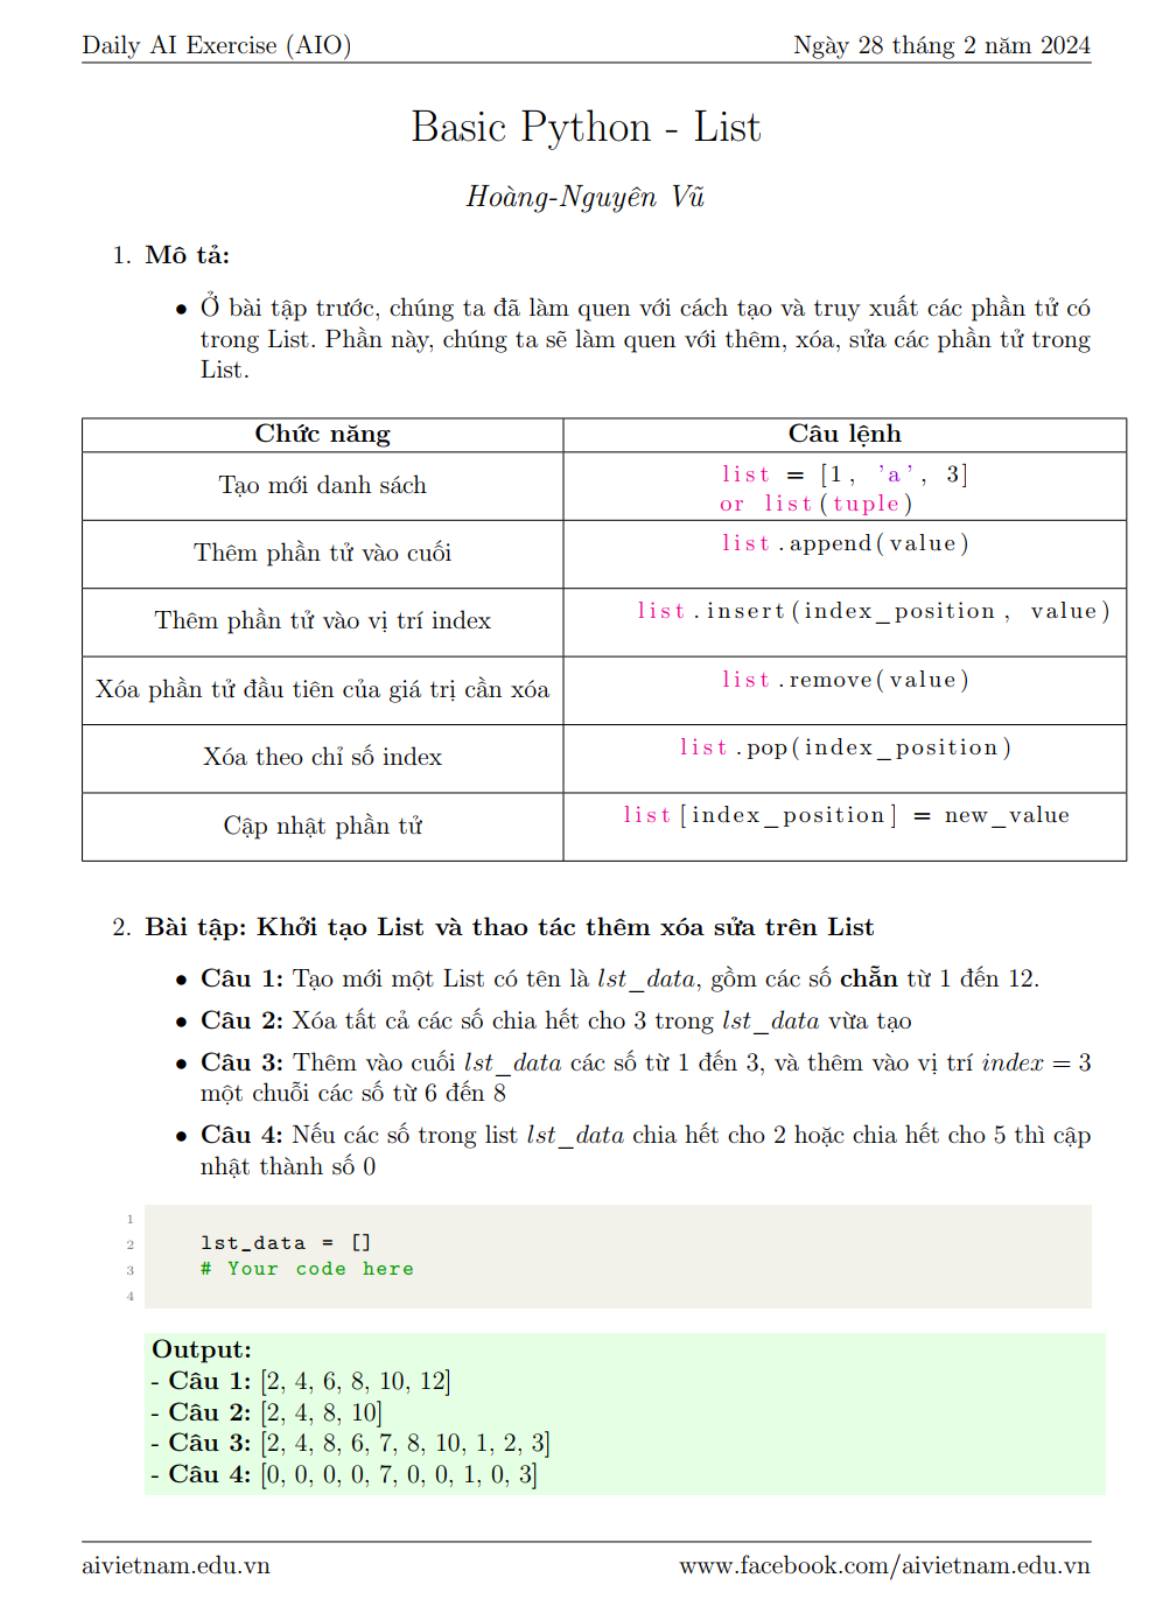 Daily AI Exercise (AIO) Ngày 28 tháng 2 năm 2024
Basic Python - List
Hoàng-Nguyên Vũ
1. Mô tả:
• Ở bài tập trước, chúng ta đã làm quen với cách tạo và truy xuất các phần tử có
trong List. Phần này, chúng ta sẽ làm quen với thêm, xóa, sửa các phần tử trong
List.
Chức năng Câu lệnh
Tạo mới danh sách list = [1, 'a', 3]
or list(tuple)
Thêm phần tử vào cuối list.append(value)
Thêm phần tử vào vị trí index list.insert(index_position, value)
Xóa phần tử đầu tiên của giá trị cần xóa list.remove(value)
Xóa theo chỉ số index list.pop(index_position)
Cập nhật phần tử list[index_position] = new_value
2. Bài tập: Khởi tạo List và thao tác thêm xóa sửa trên List
• Câu 1: Tạo mới một List có tên là lst_data, gồm các số chẵn từ 1 đến 12.
• Câu 2: Xóa tất cả các số chia hết cho 3 trong lst_data vừa tạo
• Câu 3: Thêm vào cuối lst_data các số từ 1 đến 3, và thêm vào vị trí index = 3
một chuỗi các số từ 6 đến 8
• Câu 4: Nếu các số trong list lst_data chia hết cho 2 hoặc chia hết cho 5 thì cập
nhật thành số 0
1
2 lst_data = []
3 # Your code here
4
Output:
- Câu 1: [2, 4, 6, 8, 10, 12]
- Câu 2: [2, 4, 8, 10]
- Câu 3: [2, 4, 8, 6, 7, 8, 10, 1, 2, 3]
- Câu 4: [0, 0, 0, 0, 7, 0, 0, 1, 0, 3]
aivietnam.edu.vn www.facebook.com/aivietnam.edu.vn